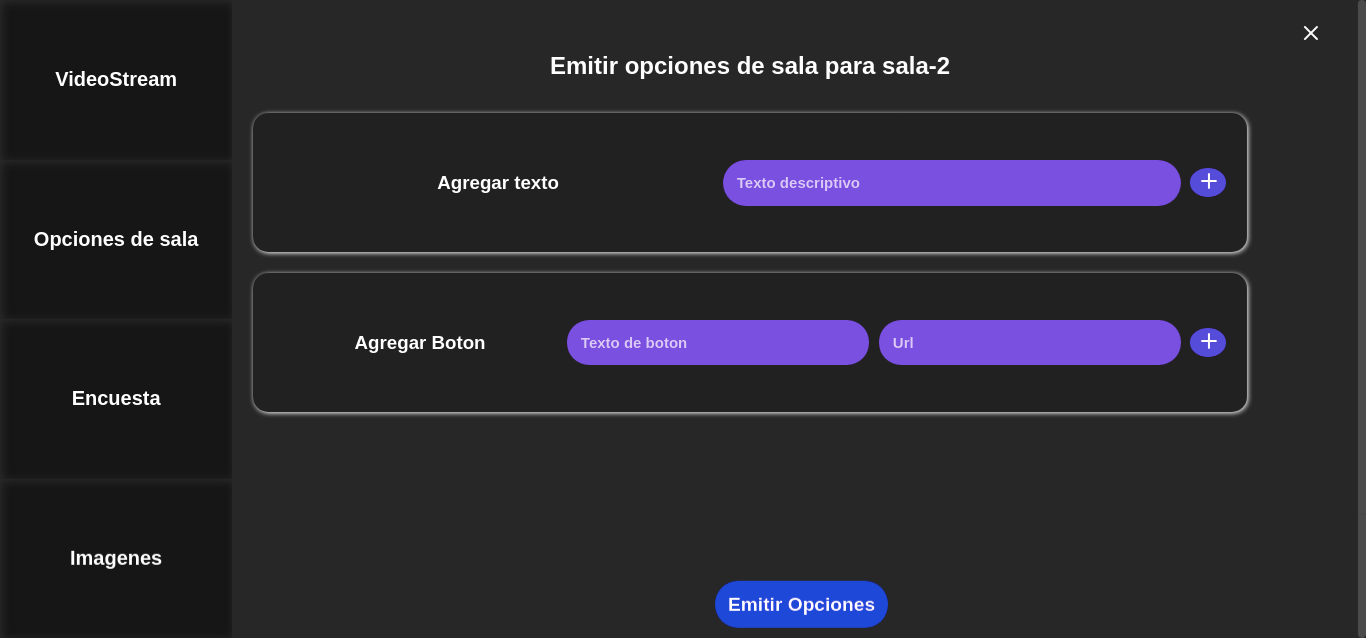 VideoStream
Opciones de sala
Encuesta
Imagenes
Emitir opciones de sala para sala-2
Agregar texto
Texto descriptivo
Agregar Boton
Texto de boton
Url
Emitir Opciones